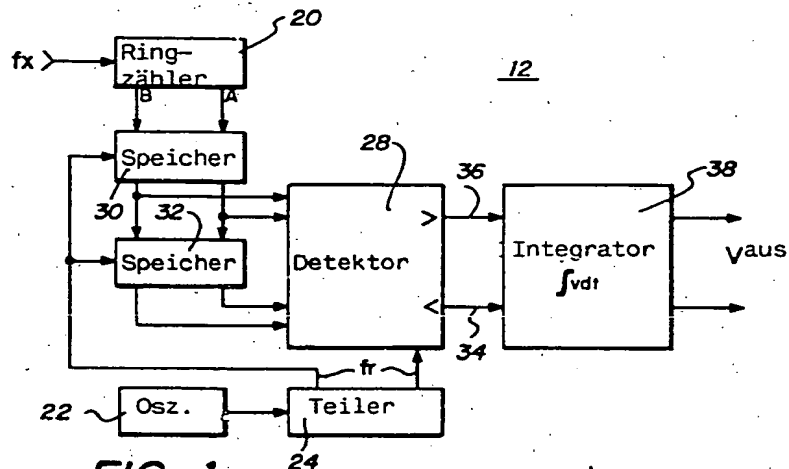 20
fx
Ring-
zähler
12
B A
Speicher
30
28
36
38
32
Speicher
Detektor
>
<
Integrator
∫vdt
Vaus
34
fr
22
Osz.
Teiler
24
FIG. 1